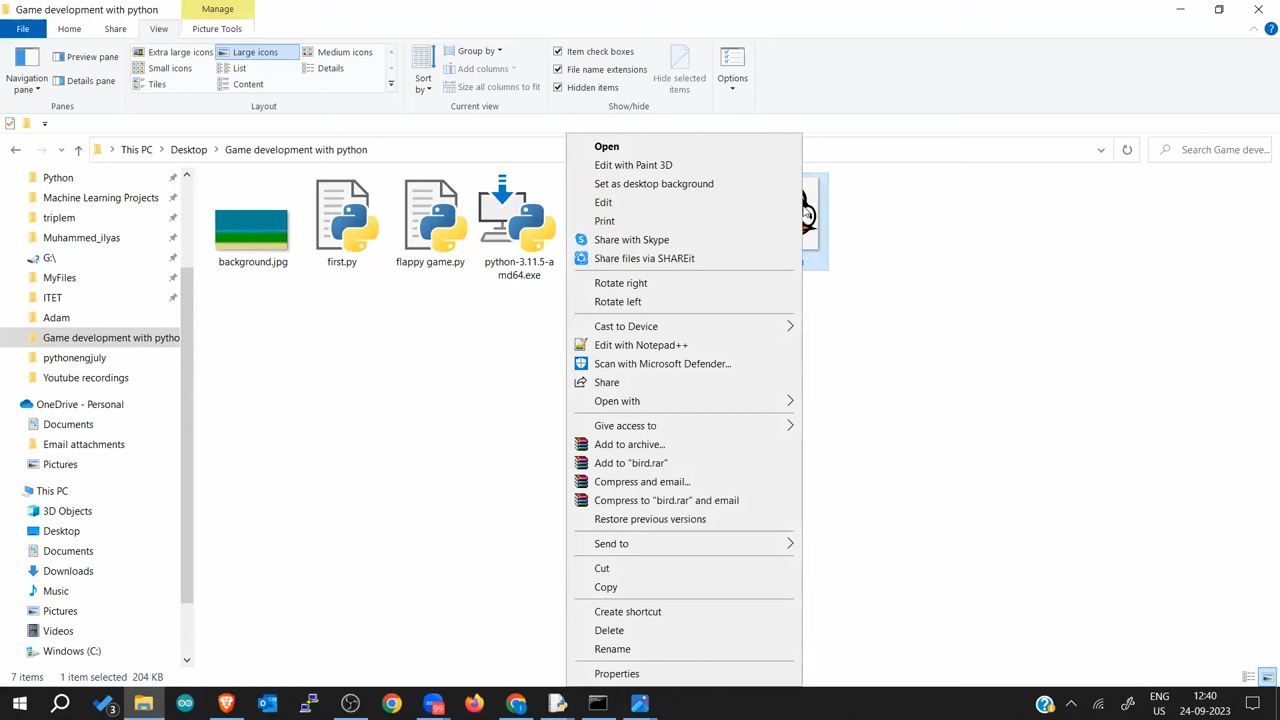 Game development with python
Manage
File
Home
Share
View
Picture Tools
Navigation
pane
Preview pane
Details pane
Panes
Extra large icons
Large icons
Medium icons
Small icons
List
Details
Tiles
Content
Layout
Sort
by
Group by
Add columns
Size all columns to fit
Current view
Item check boxes
File name extensions
Hidden items
Hide selected
items
Show/hide
Options
This PC
Desktop
Game development with python
Search Game deve...
Python
Machine Learning Projects
triplem
Muhammed_ilyas
G:\
MyFiles
ITET
Adam
Game development with pytho
pythonengjuly
Youtube recordings
OneDrive - Personal
Documents
Email attachments
Pictures
This PC
3D Objects
Desktop
Documents
Downloads
Music
Pictures
Videos
Windows (C:)
background.jpg
first.py
flappy game.py
python-3.11.5-a
md64.exe
Open
Edit with Paint 3D
Set as desktop background
Edit
Print
Share with Skype
Share files via SHAREit
Rotate right
Rotate left
Cast to Device
Edit with Notepad++
Scan with Microsoft Defender...
Share
Open with
Give access to
Add to archive...
Add to "bird.rar"
Compress and email...
Compress to "bird.rar" and email
Restore previous versions
Send to
Cut
Copy
Create shortcut
Delete
Rename
Properties
7 items
1 item selected
204 KB
3
99+
ENG
US
12:40
24-09-2023